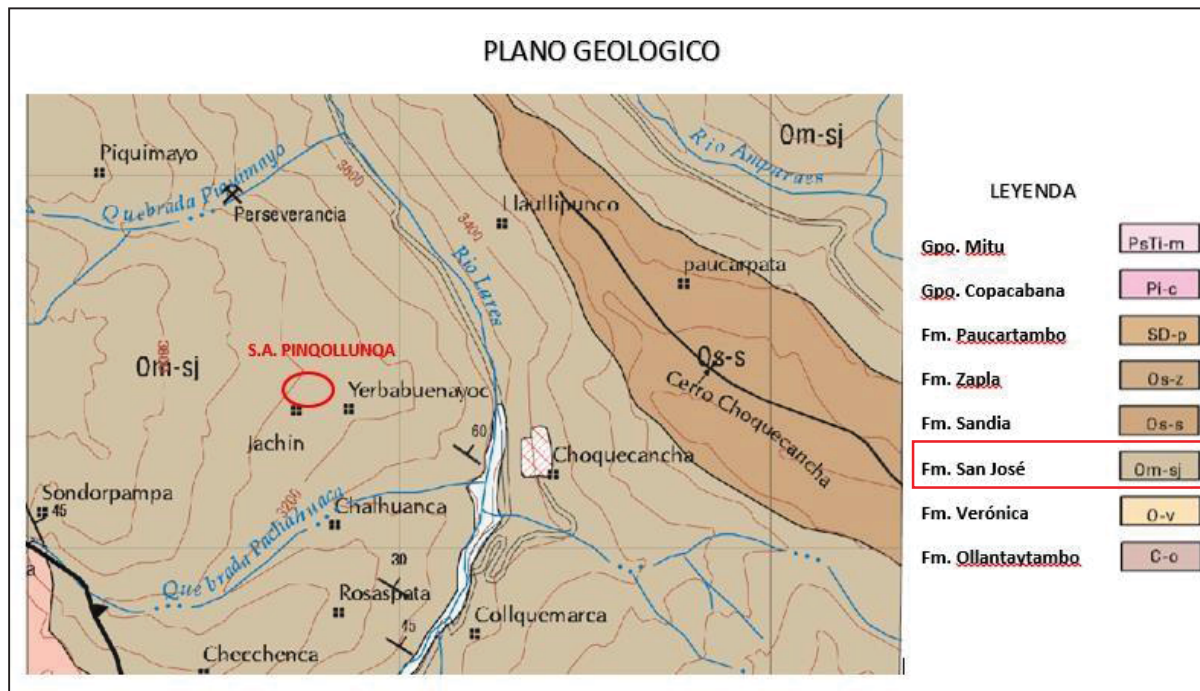 PLANO GEOLOGICO
Piquimayo
Quebrada Piquimayo
Perseverancia
3800
3400
Rio Lares
Llaullipunco
Rio Amparaes
Om-sj
paucarpata
Os-s
Cerro Choquecancha
Om-sj
S.A. PINQOLLUNQA
Yerbabuenayoc
Jachin
60
Choquecancha
Sondorpampa
45
3200
Chalhuanca
Quebrada Pachahuaca
30
Rosaspata
45
Collquemarca
Checchenca
a
LEYENDA
Gpo. Mitu PsTi-m
Gpo. Copacabana Pi-c
Fm. Paucartambo SD-p
Fm. Zapla Os-z
Fm. Sandia Os-s
Fm. San José Om-sj
Fm. Verónica O-v
Fm. Ollantaytambo C-o